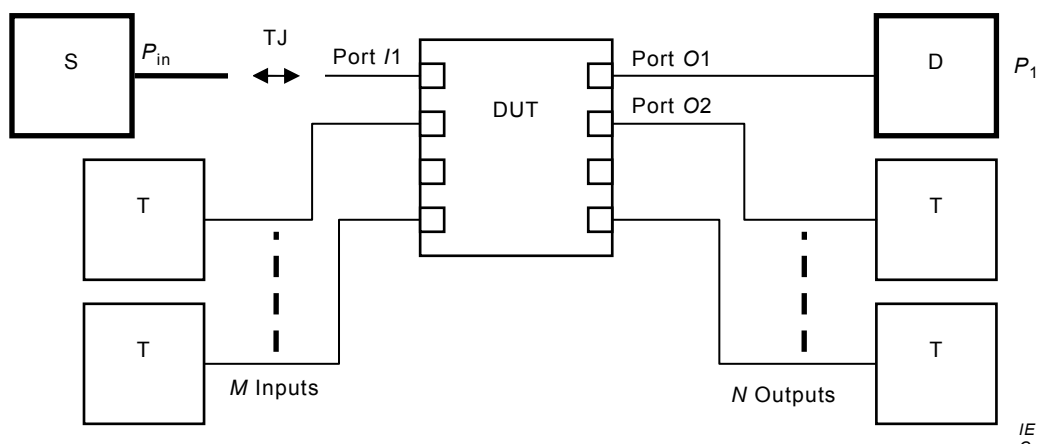 S
P_in
TJ
Port I1
DUT
Port O1
Port O2
D
P_1
T
T
T
T
M Inputs
N Outputs
IE